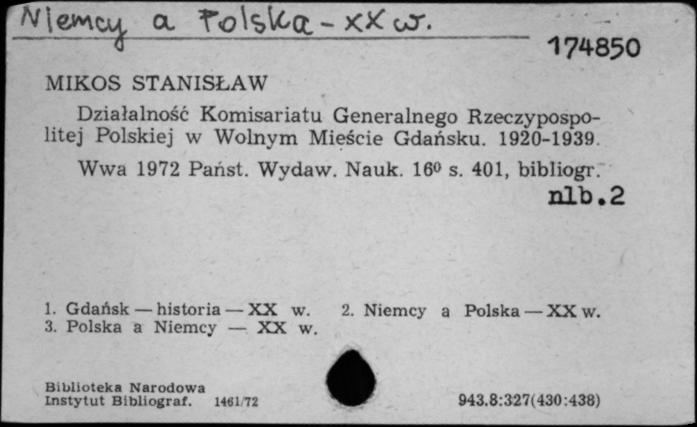 Niemcy a Polska - XX w.
174850
MIKOS STANISŁAW
Działalność Komisariatu Generalnego Rzeczypospo-
litej Polskiej w Wolnym Mieście Gdańsku. 1920-1939.
Wwa 1972 Państ. Wydaw. Nauk. 16⁰ s. 401, bibliogr.
nlb.2
1. Gdańsk — historia — XX w. 2. Niemcy a Polska — XX w.
3. Polska a Niemcy — XX w.
Biblioteka Narodowa
Instytut Bibliograf. 1461/72
943.8:327(430:438)